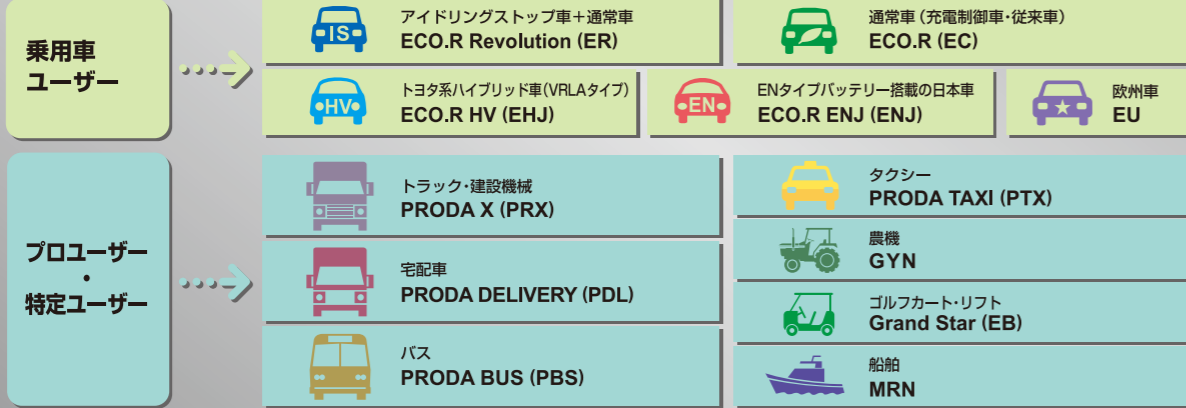 乗用車
ユーザー
IS
アイドリングストップ車＋通常車
ECO.R Revolution (ER)
通常車（充電制御車・従来車）
ECO.R (EC)
HV
トヨタ系ハイブリッド車（VRLAタイプ）
ECO.R HV (EHJ)
EN
ENタイプバッテリー搭載の日本車
ECO.R ENJ (ENJ)
欧州車
EU
プロユーザー
・
特定ユーザー
トラック・建設機械
PRODA X (PRX)
タクシー
PRODA TAXI (PTX)
農機
GYN
宅配車
PRODA DELIVERY (PDL)
ゴルフカート・リフト
Grand Star (EB)
バス
PRODA BUS (PBS)
船舶
MRN